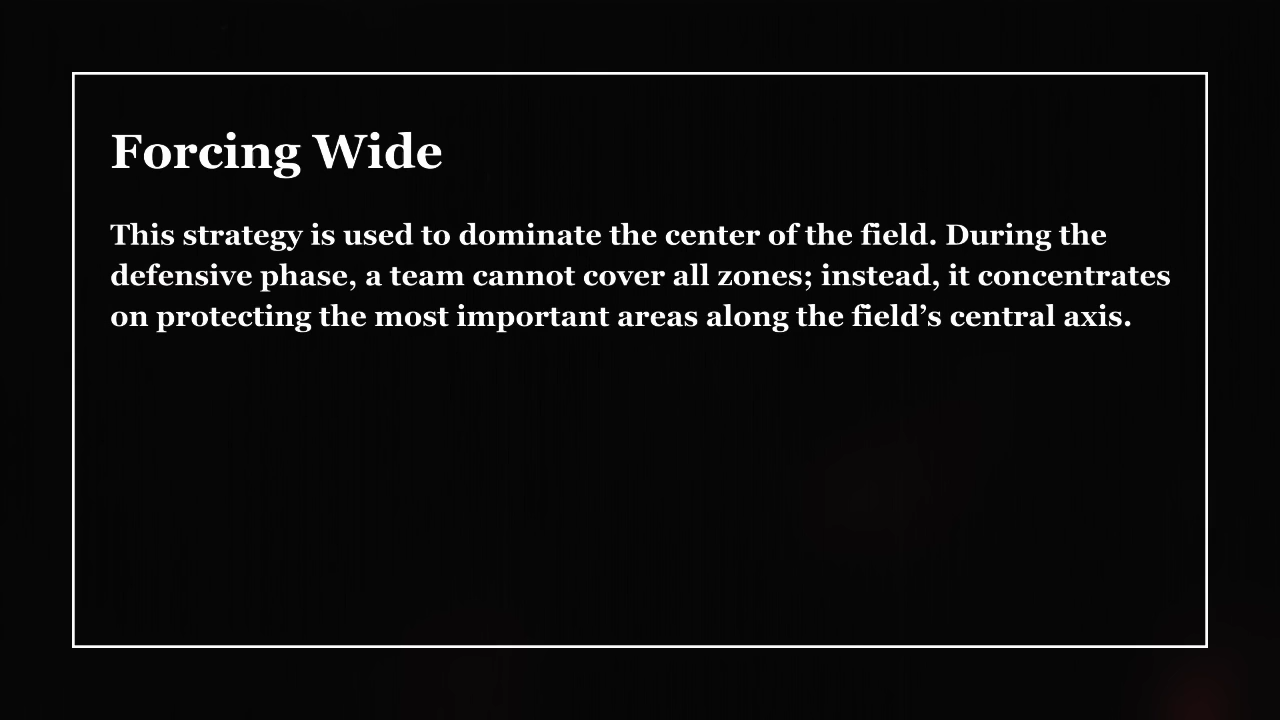 Forcing Wide
This strategy is used to dominate the center of the field. During the
defensive phase, a team cannot cover all zones; instead, it concentrates
on protecting the most important areas along the field’s central axis.